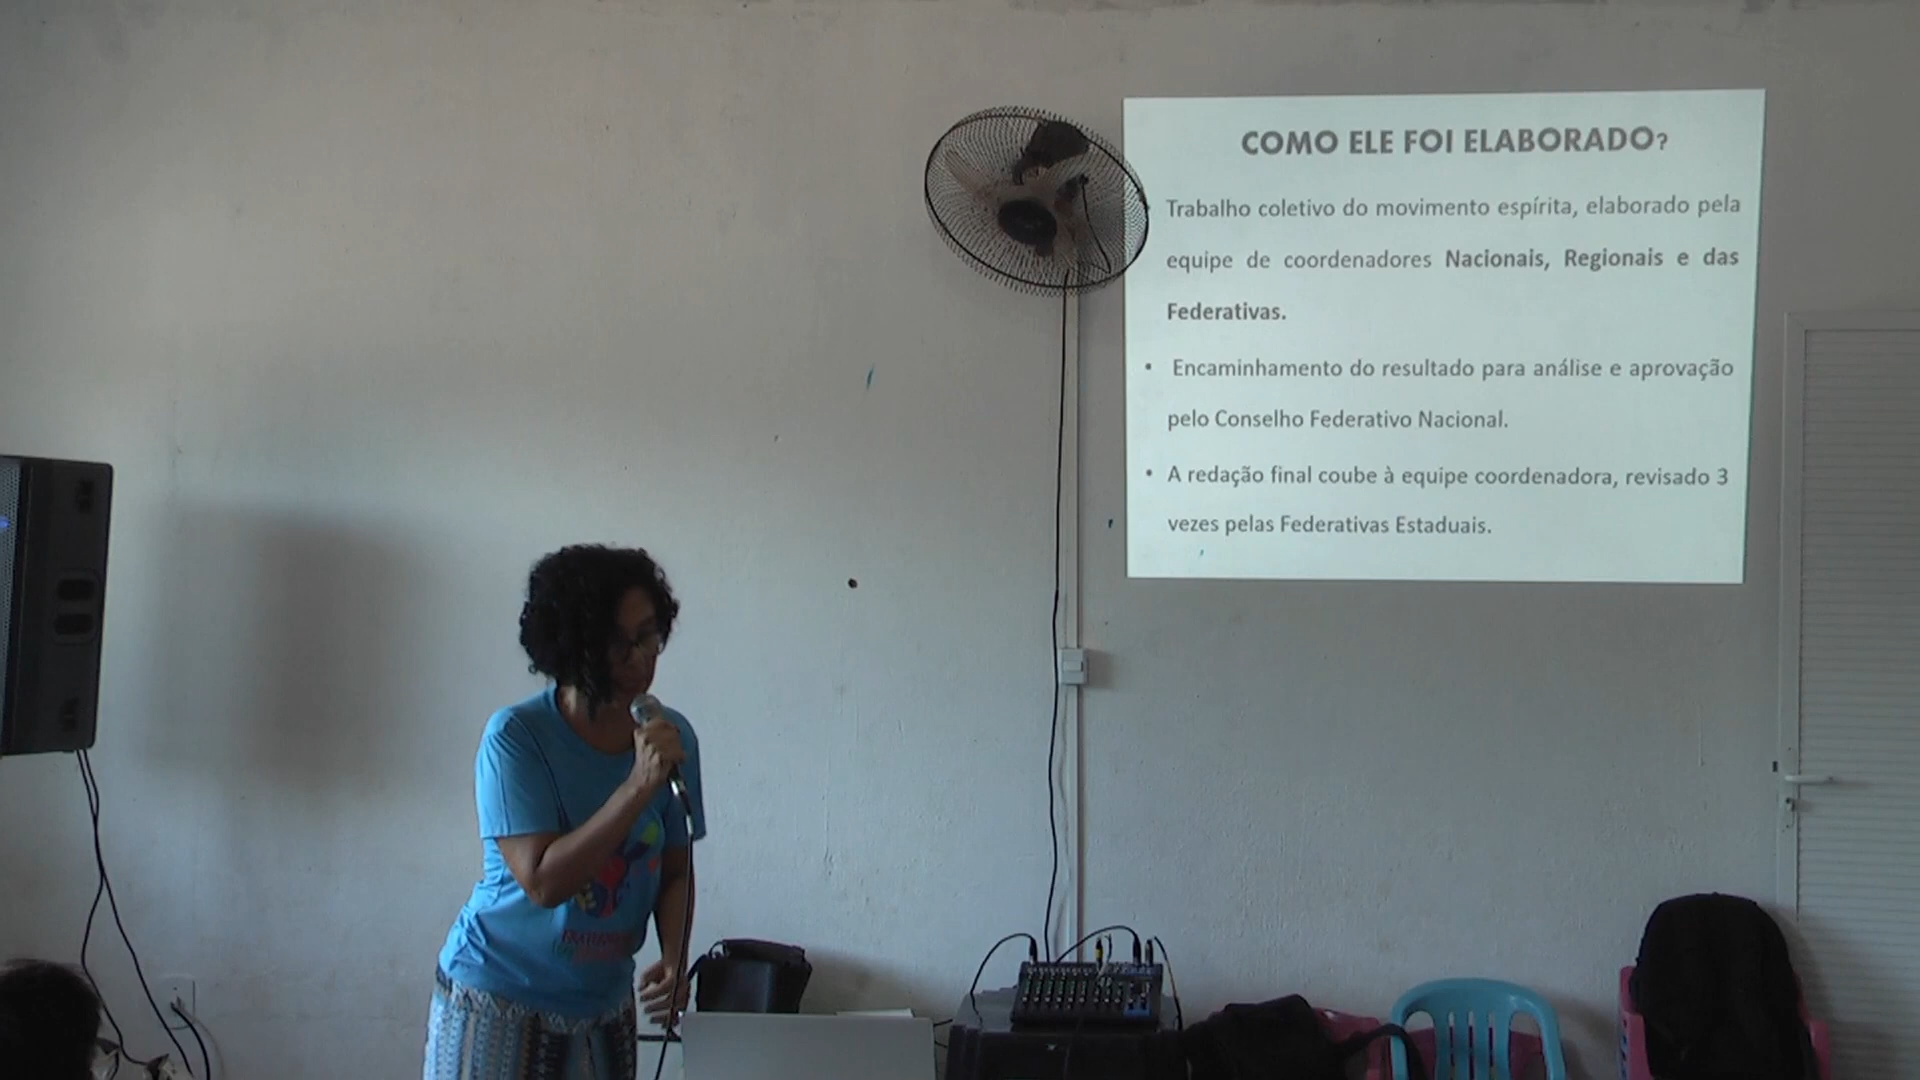 COMO ELE FOI ELABORADO?
Trabalho coletivo do movimento espírita, elaborado pela
equipe de coordenadores Nacionais, Regionais e das
Federativas.
• Encaminhamento do resultado para análise e aprovação
pelo Conselho Federativo Nacional.
• A redação final coube à equipe coordenadora, revisado 3
vezes pelas Federativas Estaduais.